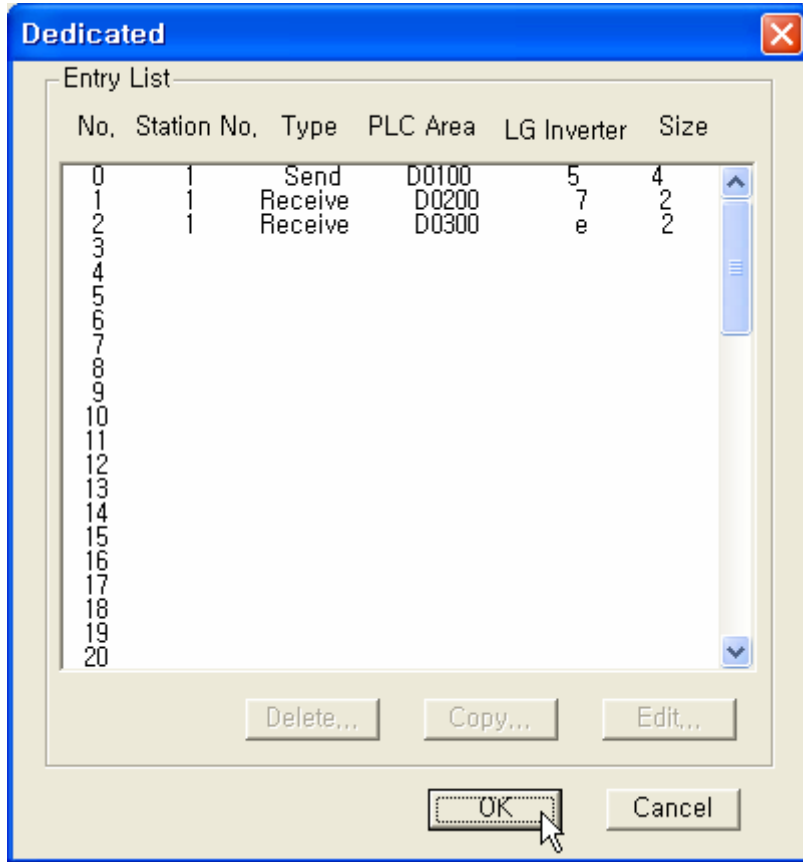 Dedicated
Entry List
No. Station No. Type PLC Area LG Inverter Size
0 1 Send D0100 5 4
1 1 Receive D0200 7 2
2 1 Receive D0300 e 2
3
4
5
6
7
8
9
10
11
12
13
14
15
16
17
18
19
20
Delete... Copy... Edit...
OK Cancel